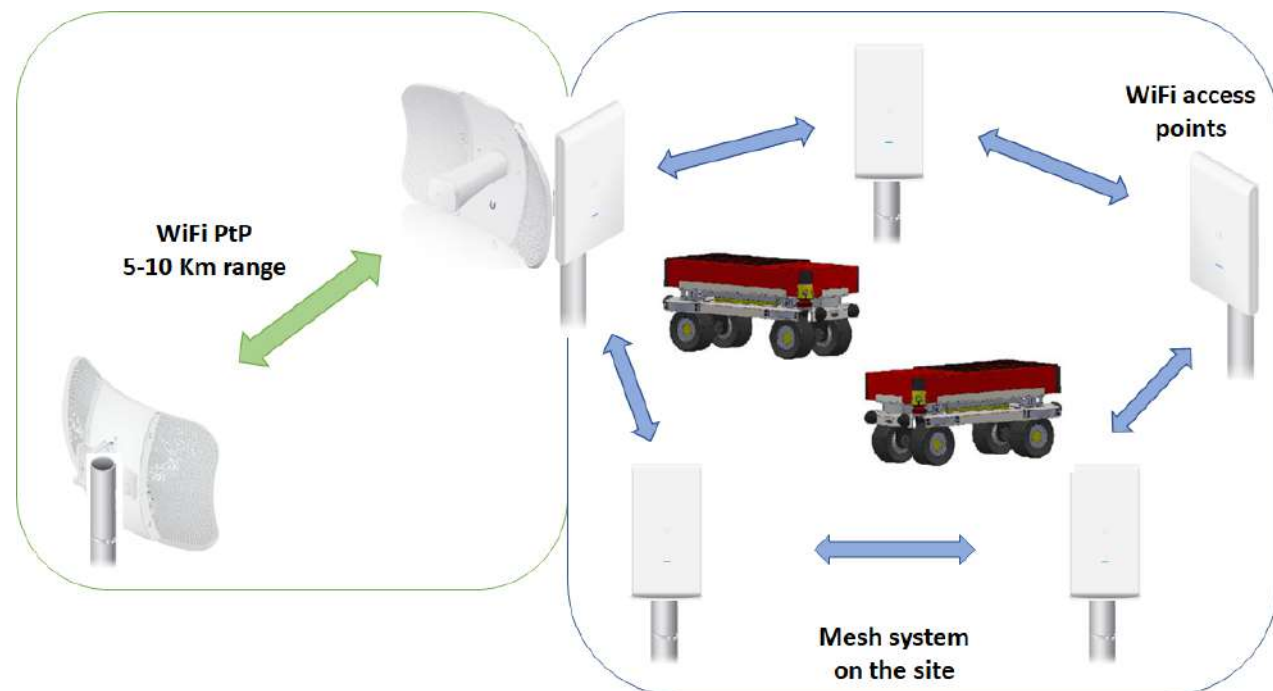 WiFi access
points
WiFi PtP
5-10 Km range
Mesh system
on the site